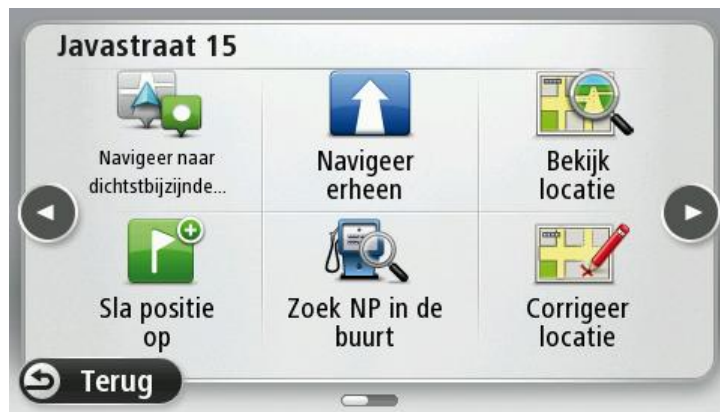 Javastraat 15
Navigeer naar
dichtstbijzijnde...
Navigeer
erheen
Bekijk
locatie
Sla positie
op
Zoek NP in de
buurt
Corrigeer
locatie
Terug